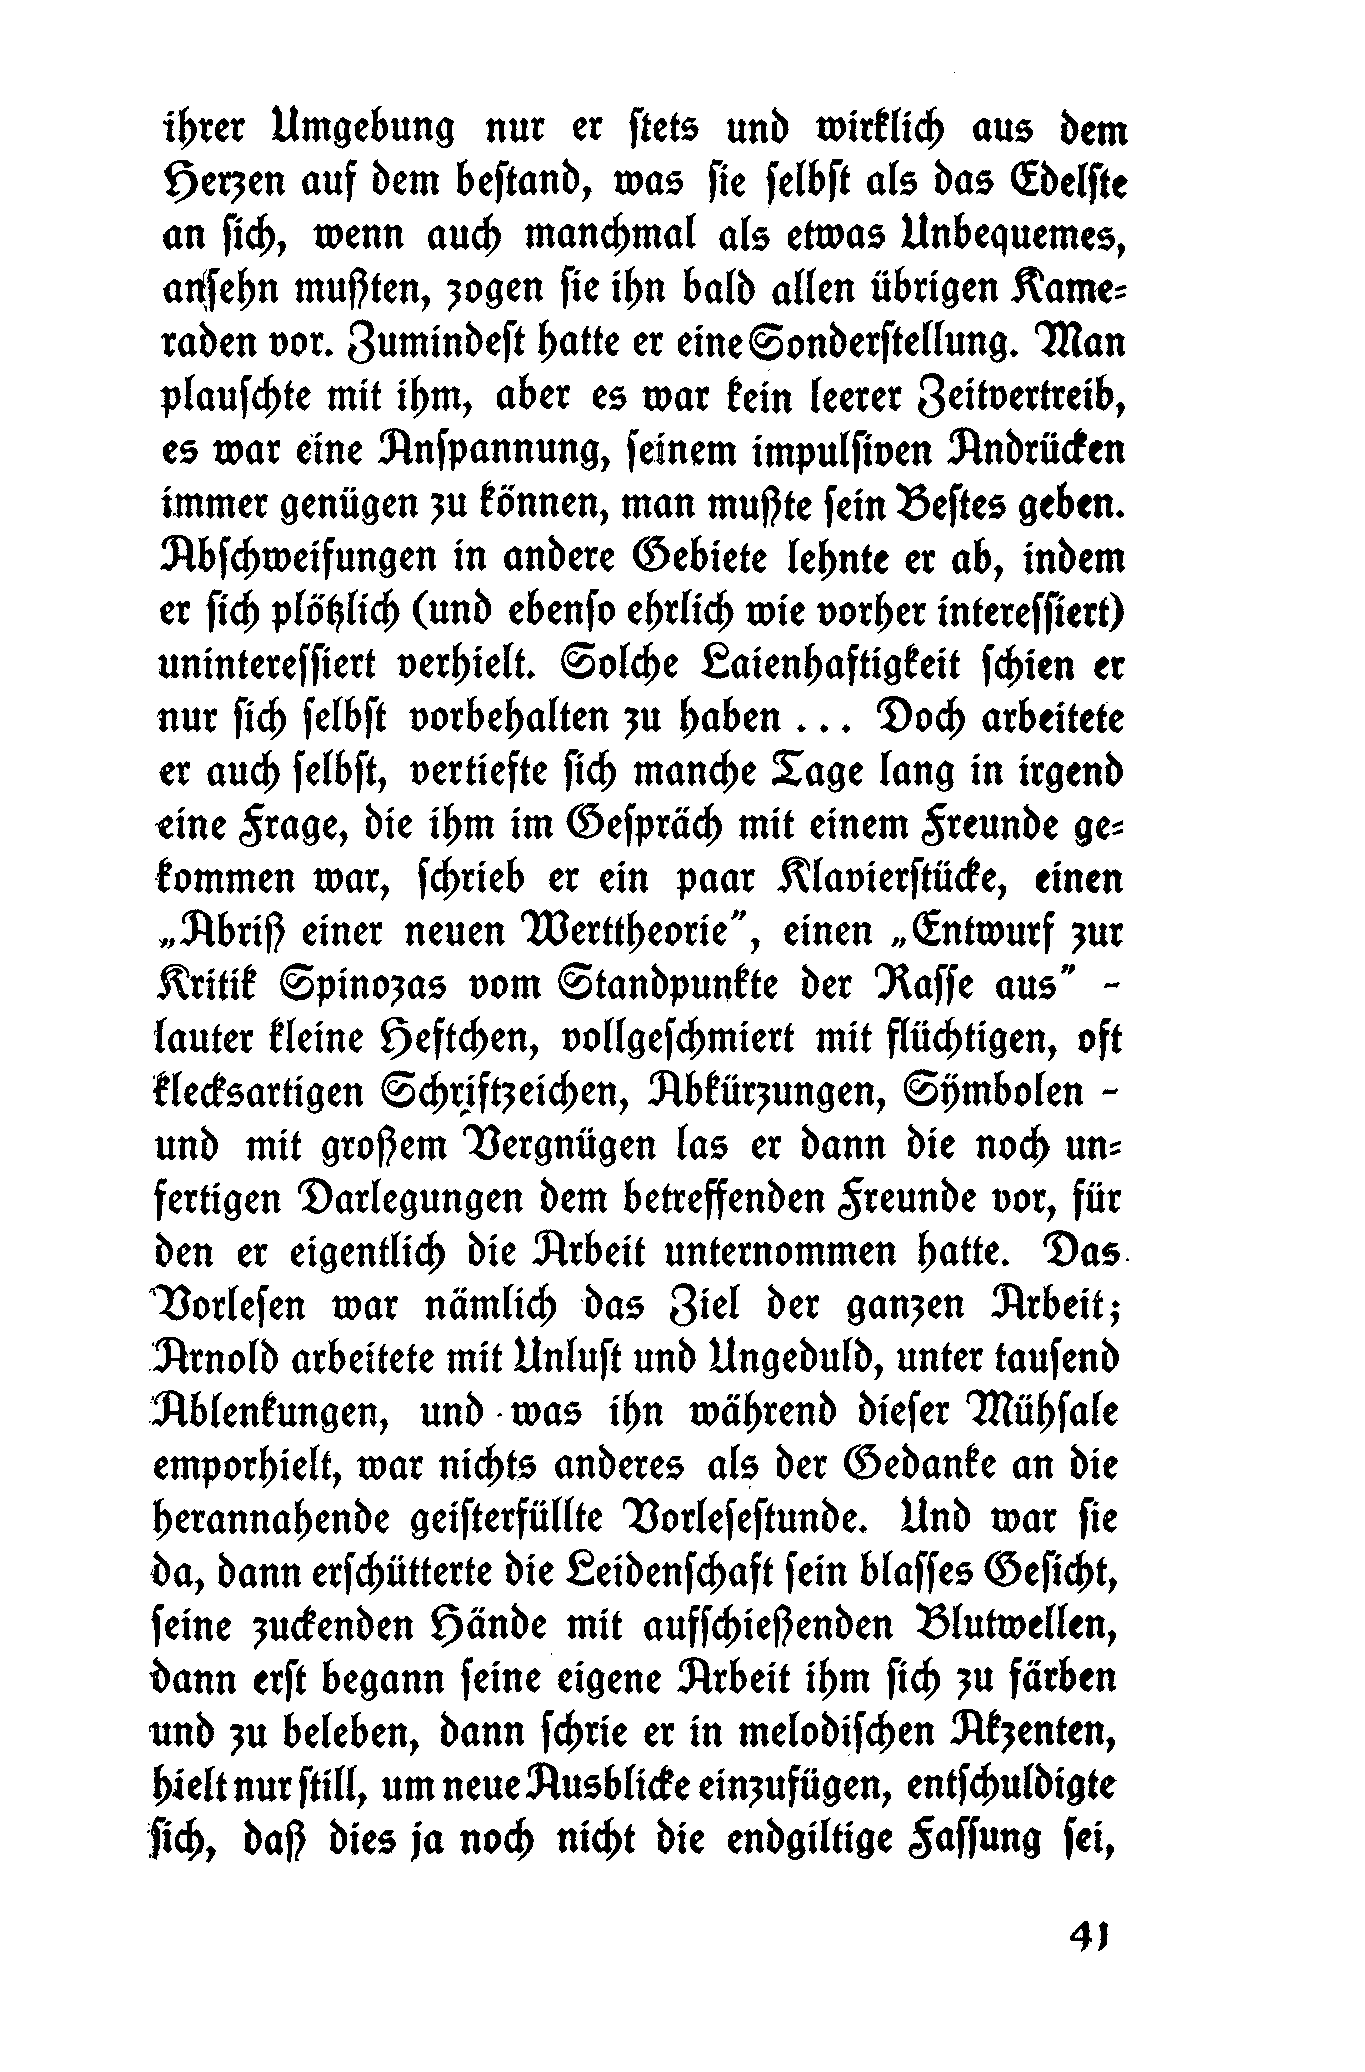 ihrer Umgebung nur er stets und wirklich aus dem
Herzen auf dem bestand, was sie selbst als das Edelste
an sich, wenn auch manchmal als etwas Unbequemes,
ansehn mußten, zogen sie ihn bald allen übrigen Kame-
raden vor. Zumindest hatte er eine Sonderstellung. Man
plauschte mit ihm, aber es war kein leerer Zeitvertreib,
es war eine Anspannung, seinem impulsiven Andrücken
immer genügen zu können, man mußte sein Bestes geben.
Abschweifungen in andere Gebiete lehnte er ab, indem
er sich plötzlich (und ebenso ehrlich wie vorher interessiert)
uninteressiert verhielt. Solche Laienhaftigkeit schien er
nur sich selbst vorbehalten zu haben ... Doch arbeitete
er auch selbst, vertiefte sich manche Tage lang in irgend
eine Frage, die ihm im Gespräch mit einem Freunde ge-
kommen war, schrieb er ein paar Klavierstücke, einen
„Abriß einer neuen Werttheorie”, einen „Entwurf zur
Kritik Spinozas vom Standpunkte der Rasse aus” -
lauter kleine Heftchen, vollgeschmiert mit flüchtigen, oft
klecksartigen Schriftzeichen, Abkürzungen, Symbolen -
und mit großem Vergnügen las er dann die noch un-
fertigen Darlegungen dem betreffenden Freunde vor, für
den er eigentlich die Arbeit unternommen hatte. Das
Vorlesen war nämlich das Ziel der ganzen Arbeit;
Arnold arbeitete mit Unlust und Ungeduld, unter tausend
Ablenkungen, und was ihn während dieser Mühsale
emporhielt, war nichts anderes als der Gedanke an die
herannahende geisterfüllte Vorlesestunde. Und war sie
da, dann erschütterte die Leidenschaft sein blasses Gesicht,
seine zuckenden Hände mit aufschießenden Blutwellen,
dann erst begann seine eigene Arbeit ihm sich zu färben
und zu beleben, dann schrie er in melodischen Akzenten,
hielt nur still, um neue Ausblicke einzufügen, entschuldigte
sich, daß dies ja noch nicht die endgiltige Fassung sei,
41